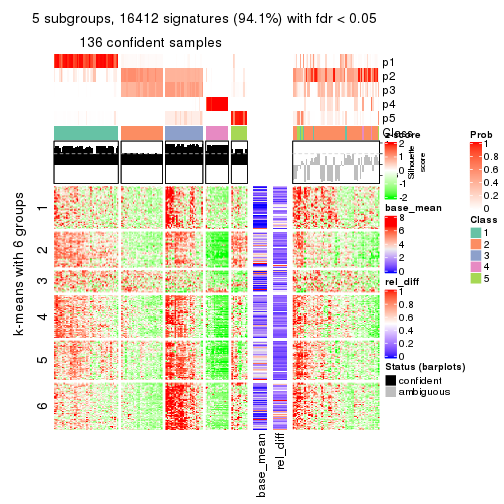 5 subgroups, 16412 signatures (94.1%) with fdr < 0.05
136 confident samples
p1
p2
p3
p4
p5
Class
k-means with 6 groups
1
2
3
4
5
6
base_mean
rel_diff
z-score
2
1
0
-1
-2
Silhouette
score
base_mean
8
6
4
2
0
rel_diff
1
0.8
0.6
0.4
0.2
0
Status (barplots)
confident
ambiguous
Prob
1
0.8
0.6
0.4
0.2
0
Class
1
2
3
4
5